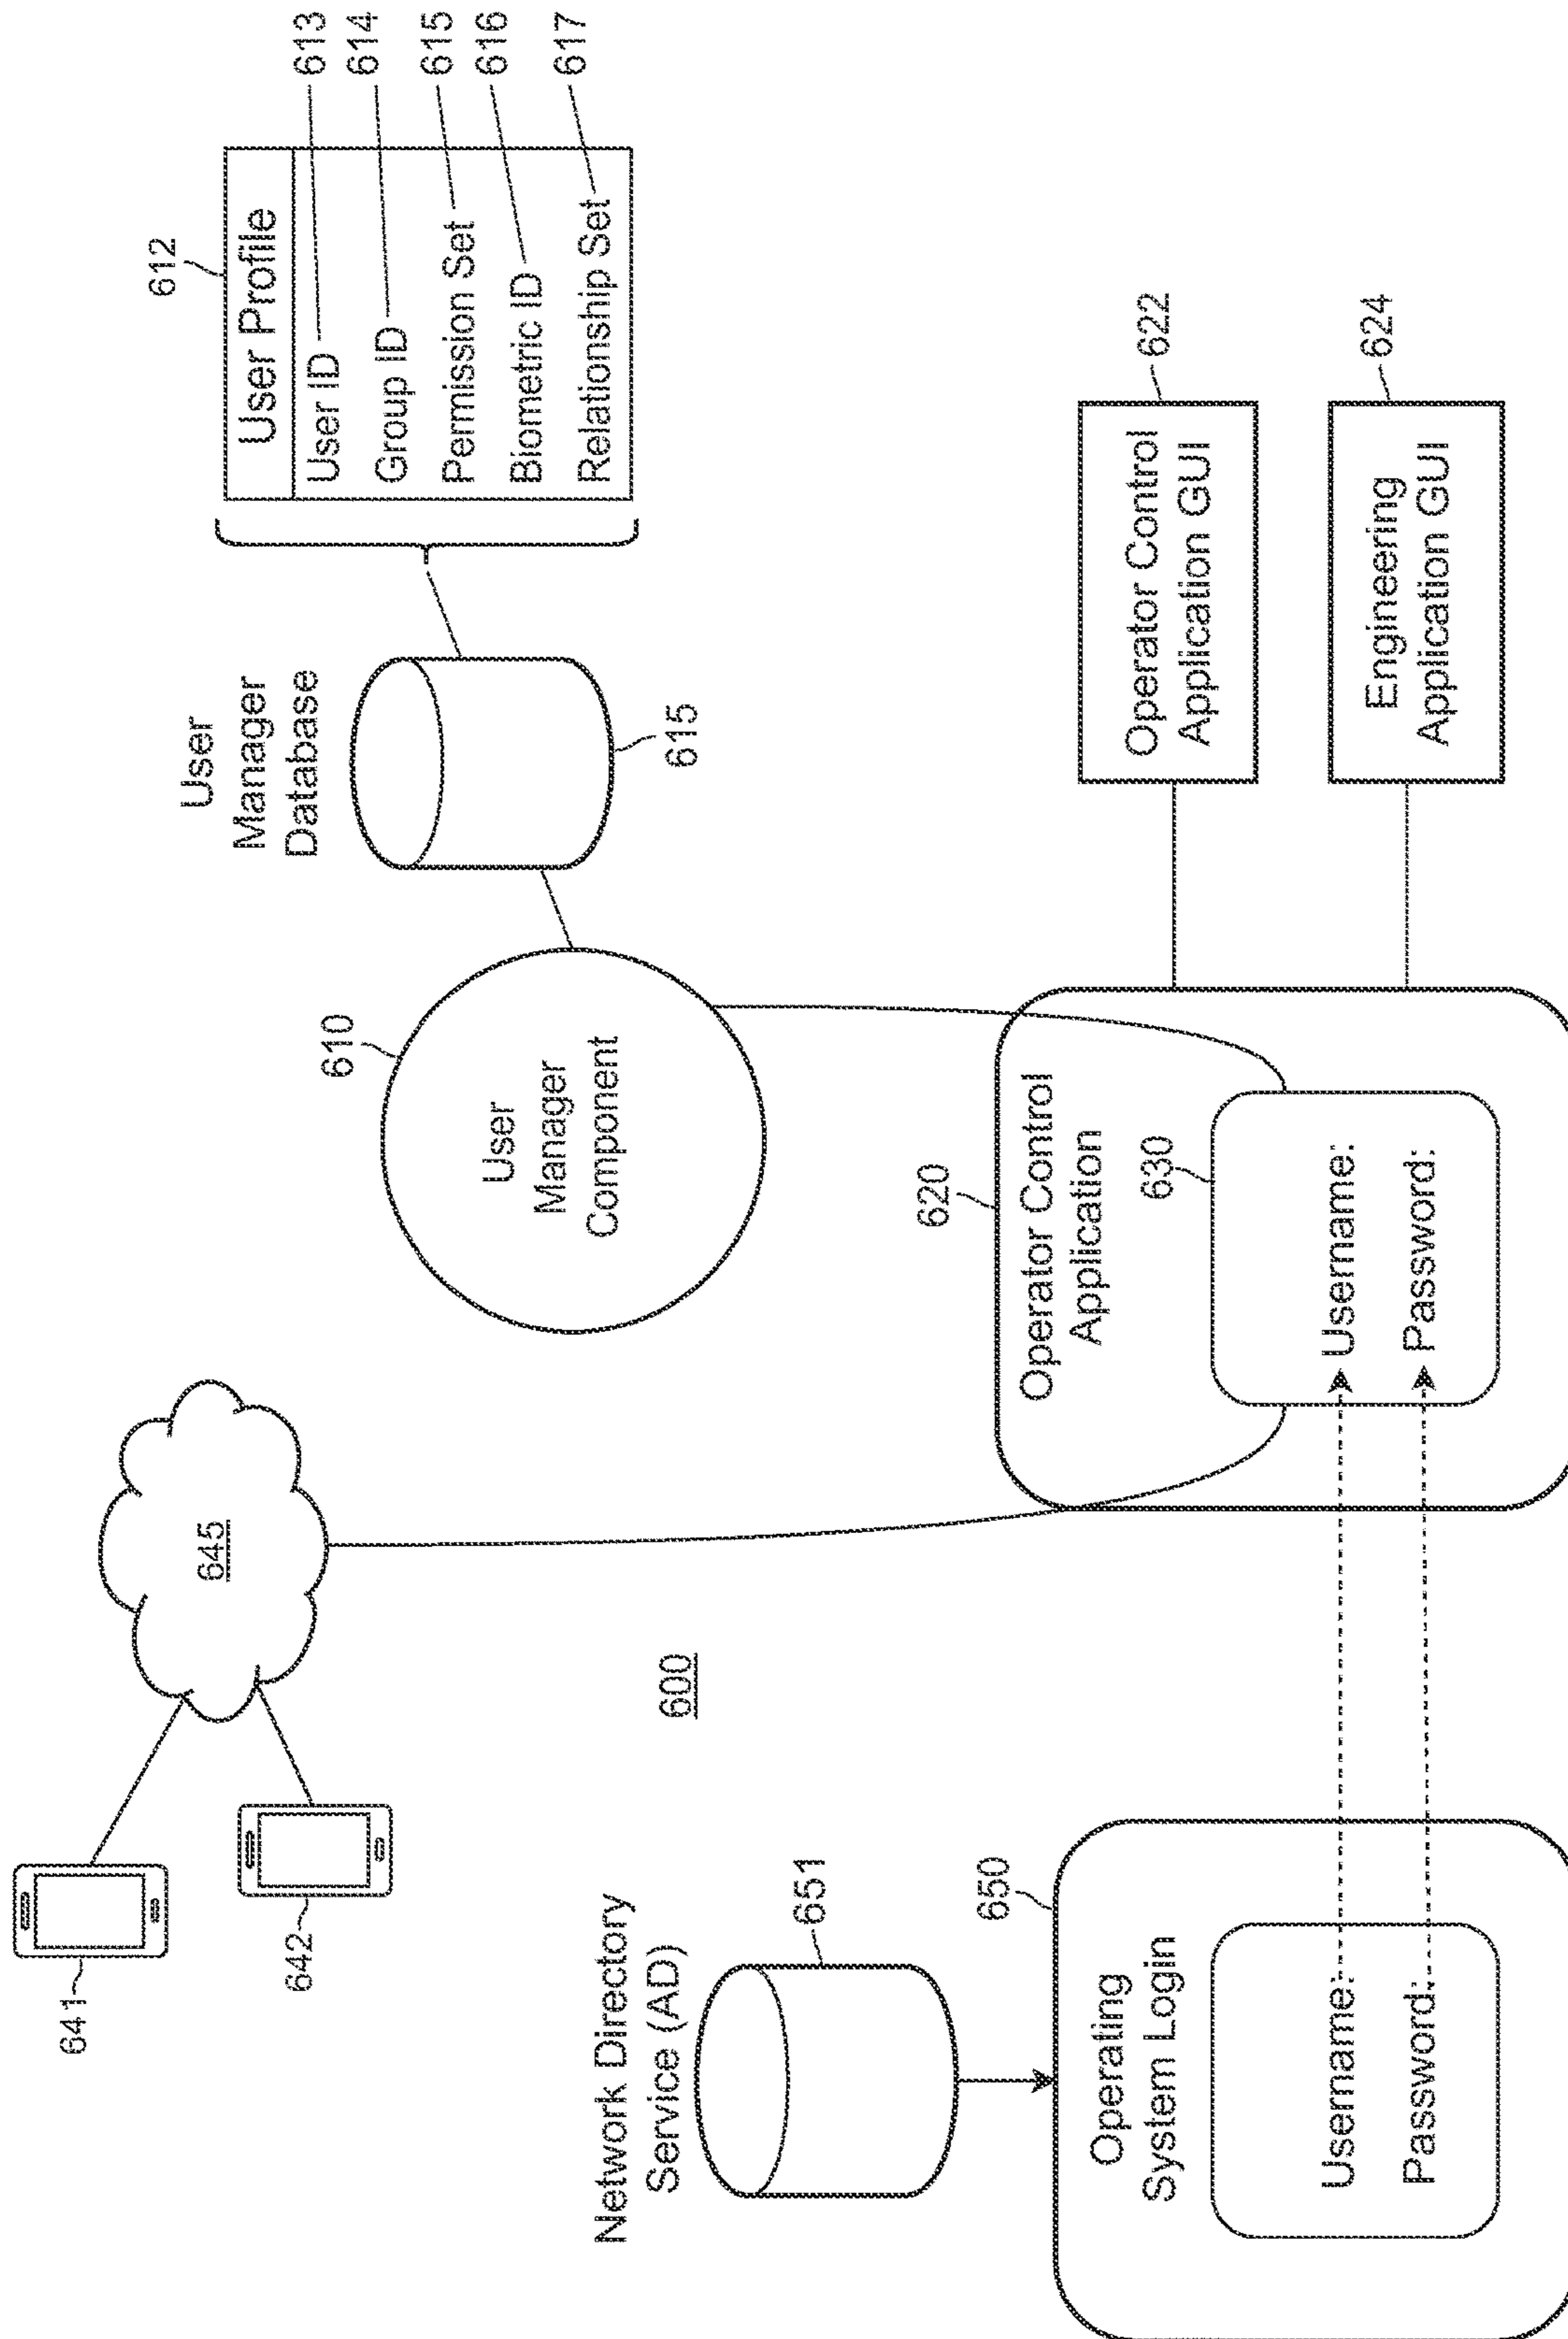 641
642
645
600
Network Directory
Service (AD)
651
650
Operating
System Login
Username:
Password:
610
User
Manager
Component
User
Manager
Database
615
612
User Profile
User ID
Group ID
Permission Set
Biometric ID
Relationship Set
613
614
615
616
617
620
Operator Control
Application
630
Username:
Password:
Operator Control
Application GUI
622
Engineering
Application GUI
624